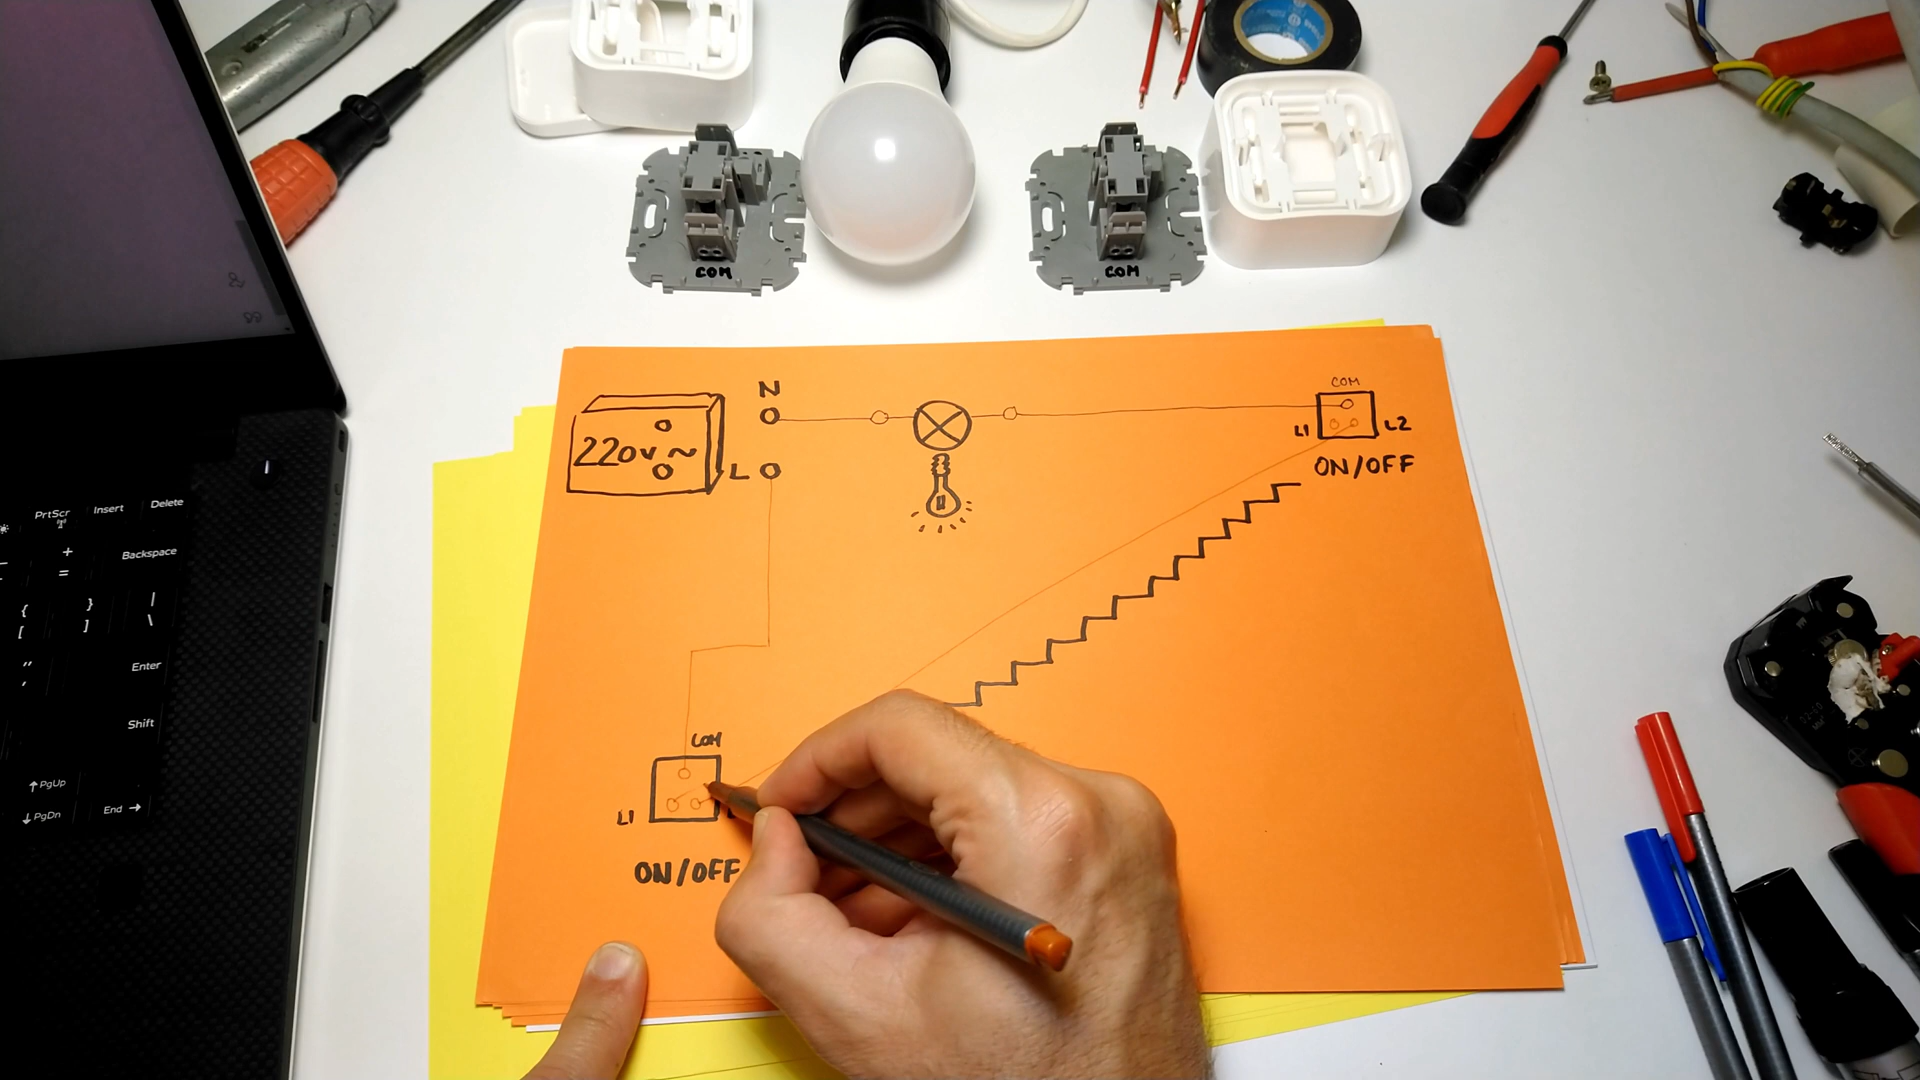 COM
COM
N
220V ~
L
COM
L1
L2
ON/OFF
COM
L1
ON/OFF
PrtScr
Insert
Delete
+
=
Backspace
{
[
}
]
|
\
"
'
Enter
Shift
PgUp
PgDn
End